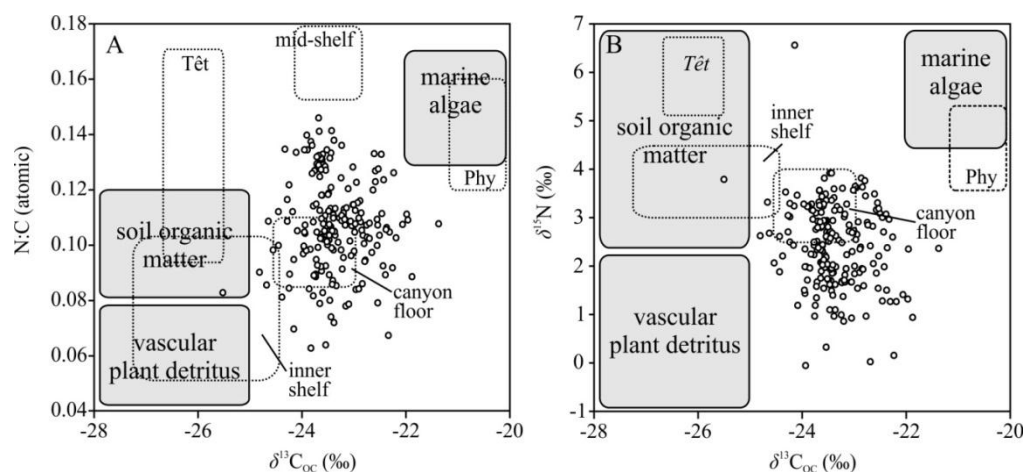 0.18
0.16
0.14
0.12
0.10
0.08
0.06
0.04
N:C (atomic)
A
Têt
mid-shelf
marine
algae
Phy
soil organic
matter
canyon
floor
vascular
plant detritus
inner
shelf
-28
-26
-24
-22
-20
δ¹³C_OC (‰)
7
6
5
4
3
2
1
0
-1
δ¹⁵N (‰)
B
Têt
marine
algae
inner
shelf
soil organic
matter
Phy
canyon
floor
vascular
plant detritus
-28
-26
-24
-22
-20
δ¹³C_OC (‰)